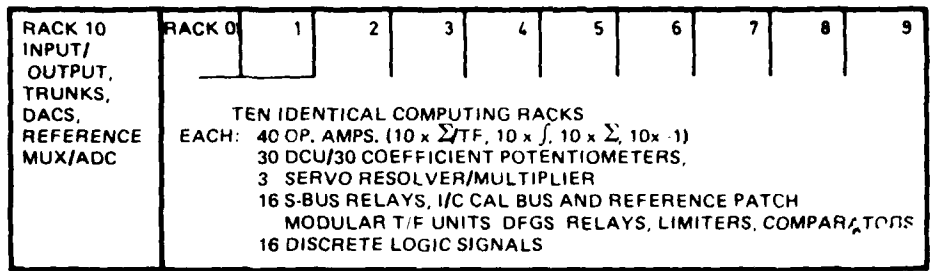 RACK 10
INPUT/
OUTPUT,
TRUNKS,
DACS,
REFERENCE
MUX/ADC
RACK 0 1 2 3 4 5 6 7 8 9
TEN IDENTICAL COMPUTING RACKS
EACH: 40 OP. AMPS. (10 x Σ/TF, 10 x ∫, 10 x Σ, 10x -1)
30 DCU/30 COEFFICIENT POTENTIOMETERS,
3 SERVO RESOLVER/MULTIPLIER
16 S-BUS RELAYS, I/C CAL BUS AND REFERENCE PATCH
MODULAR T/F UNITS DFGS RELAYS, LIMITERS, COMPARATORS
16 DISCRETE LOGIC SIGNALS